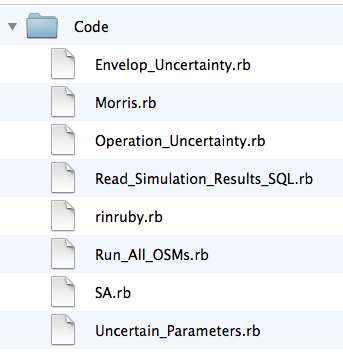 Code
Envelop_Uncertainty.rb
Morris.rb
Operation_Uncertainty.rb
Read_Simulation_Results_SQL.rb
rinruby.rb
Run_All_OSMs.rb
SA.rb
Uncertain_Parameters.rb